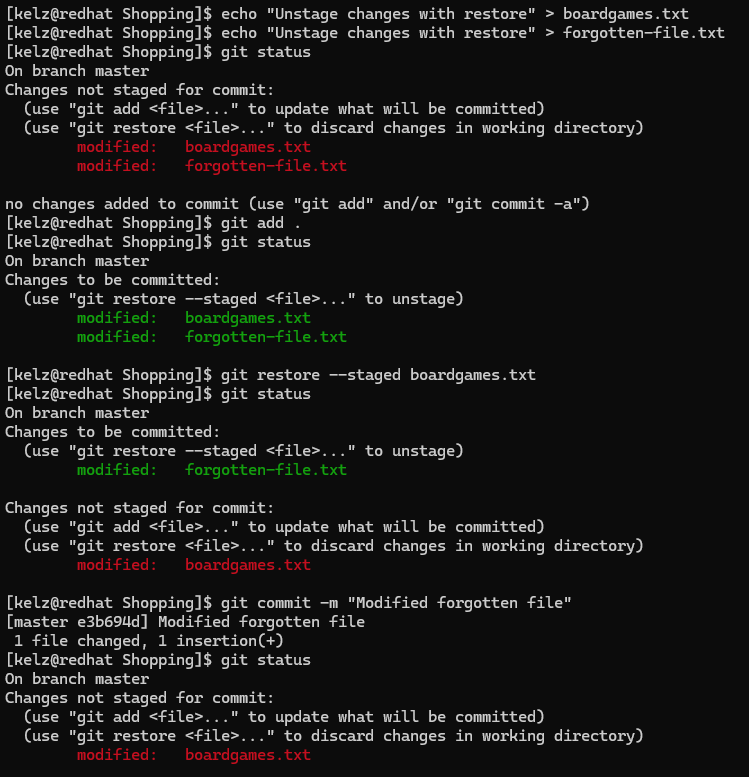 [kelz@redhat Shopping]$ echo "Unstage changes with restore" > boardgames.txt
[kelz@redhat Shopping]$ echo "Unstage changes with restore" > forgotten-file.txt
[kelz@redhat Shopping]$ git status
On branch master
Changes not staged for commit:
  (use "git add <file>..." to update what will be committed)
  (use "git restore <file>..." to discard changes in working directory)
        modified:   boardgames.txt
        modified:   forgotten-file.txt

no changes added to commit (use "git add" and/or "git commit -a")
[kelz@redhat Shopping]$ git add .
[kelz@redhat Shopping]$ git status
On branch master
Changes to be committed:
  (use "git restore --staged <file>..." to unstage)
        modified:   boardgames.txt
        modified:   forgotten-file.txt

[kelz@redhat Shopping]$ git restore --staged boardgames.txt
[kelz@redhat Shopping]$ git status
On branch master
Changes to be committed:
  (use "git restore --staged <file>..." to unstage)
        modified:   forgotten-file.txt

Changes not staged for commit:
  (use "git add <file>..." to update what will be committed)
  (use "git restore <file>..." to discard changes in working directory)
        modified:   boardgames.txt

[kelz@redhat Shopping]$ git commit -m "Modified forgotten file"
[master e3b694d] Modified forgotten file
 1 file changed, 1 insertion(+)
[kelz@redhat Shopping]$ git status
On branch master
Changes not staged for commit:
  (use "git add <file>..." to update what will be committed)
  (use "git restore <file>..." to discard changes in working directory)
        modified:   boardgames.txt